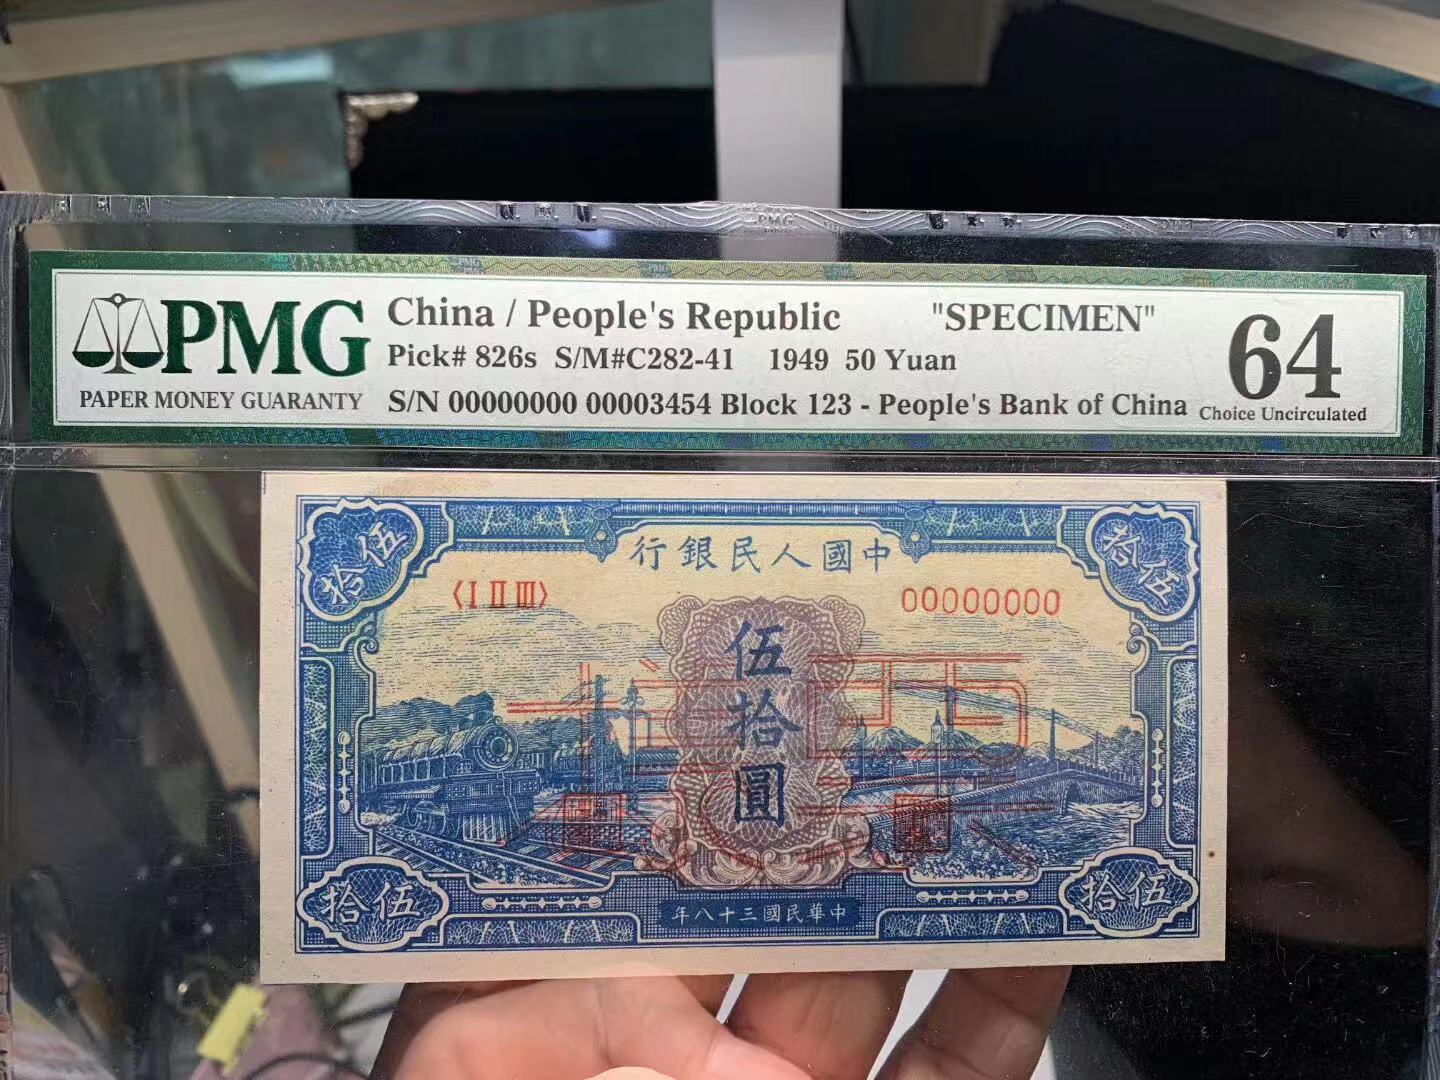 PMG
PAPER MONEY GUARANTY
China / People's Republic "SPECIMEN"
Pick# 826s S/M#C282-41 1949 50 Yuan
S/N 00000000 00003454 Block 123 - People's Bank of China
64
Choice Uncirculated
伍拾
拾伍
行銀民人國中
〈I II III〉
00000000
伍拾圓
票樣
拾伍
拾伍
年八十三國民華中